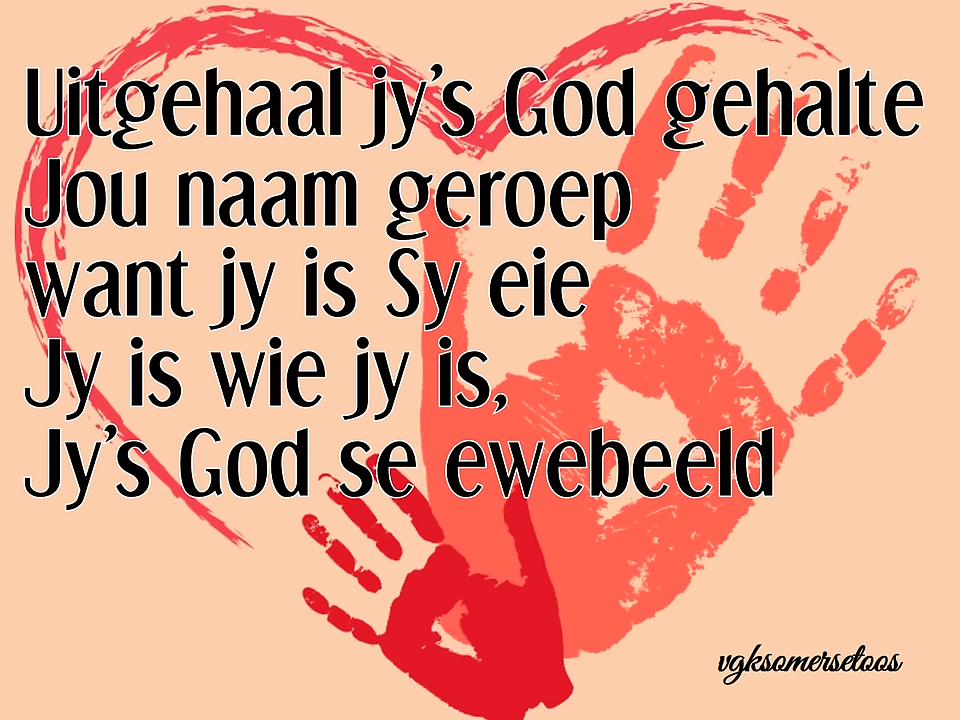 Uitgehaal jy's God gehalte
Jou naam geroep
want jy is Sy eie
Jy is wie jy is,
Jy's God se ewebeeld
vgksomersetoos